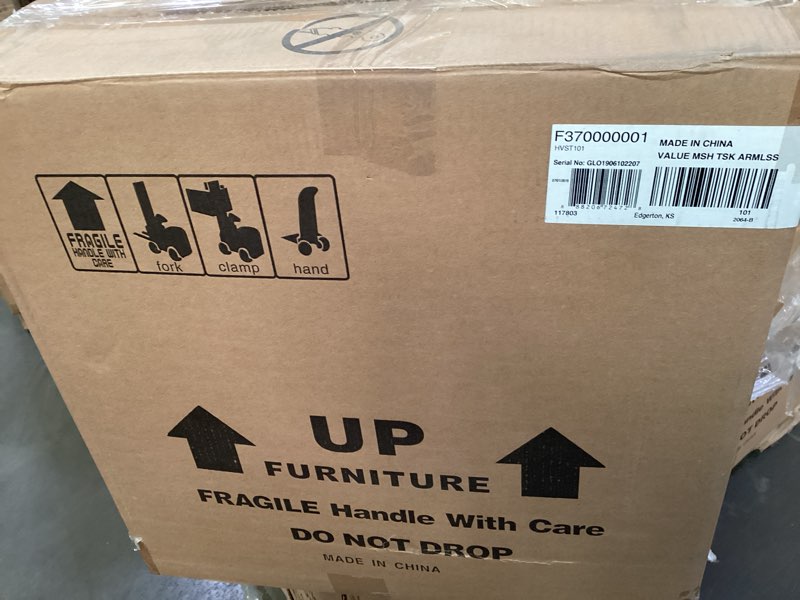 F370000001
MADE IN CHINA
HVST101
VALUE MSH TSK ARMLSS
Serial No: GLO1906102207
117803
Edgerton, KS
101
2064-B
FRAGILE
HANDLE WITH
CARE
fork
clamp
hand
UP
FURNITURE
FRAGILE Handle With Care
DO NOT DROP
MADE IN CHINA